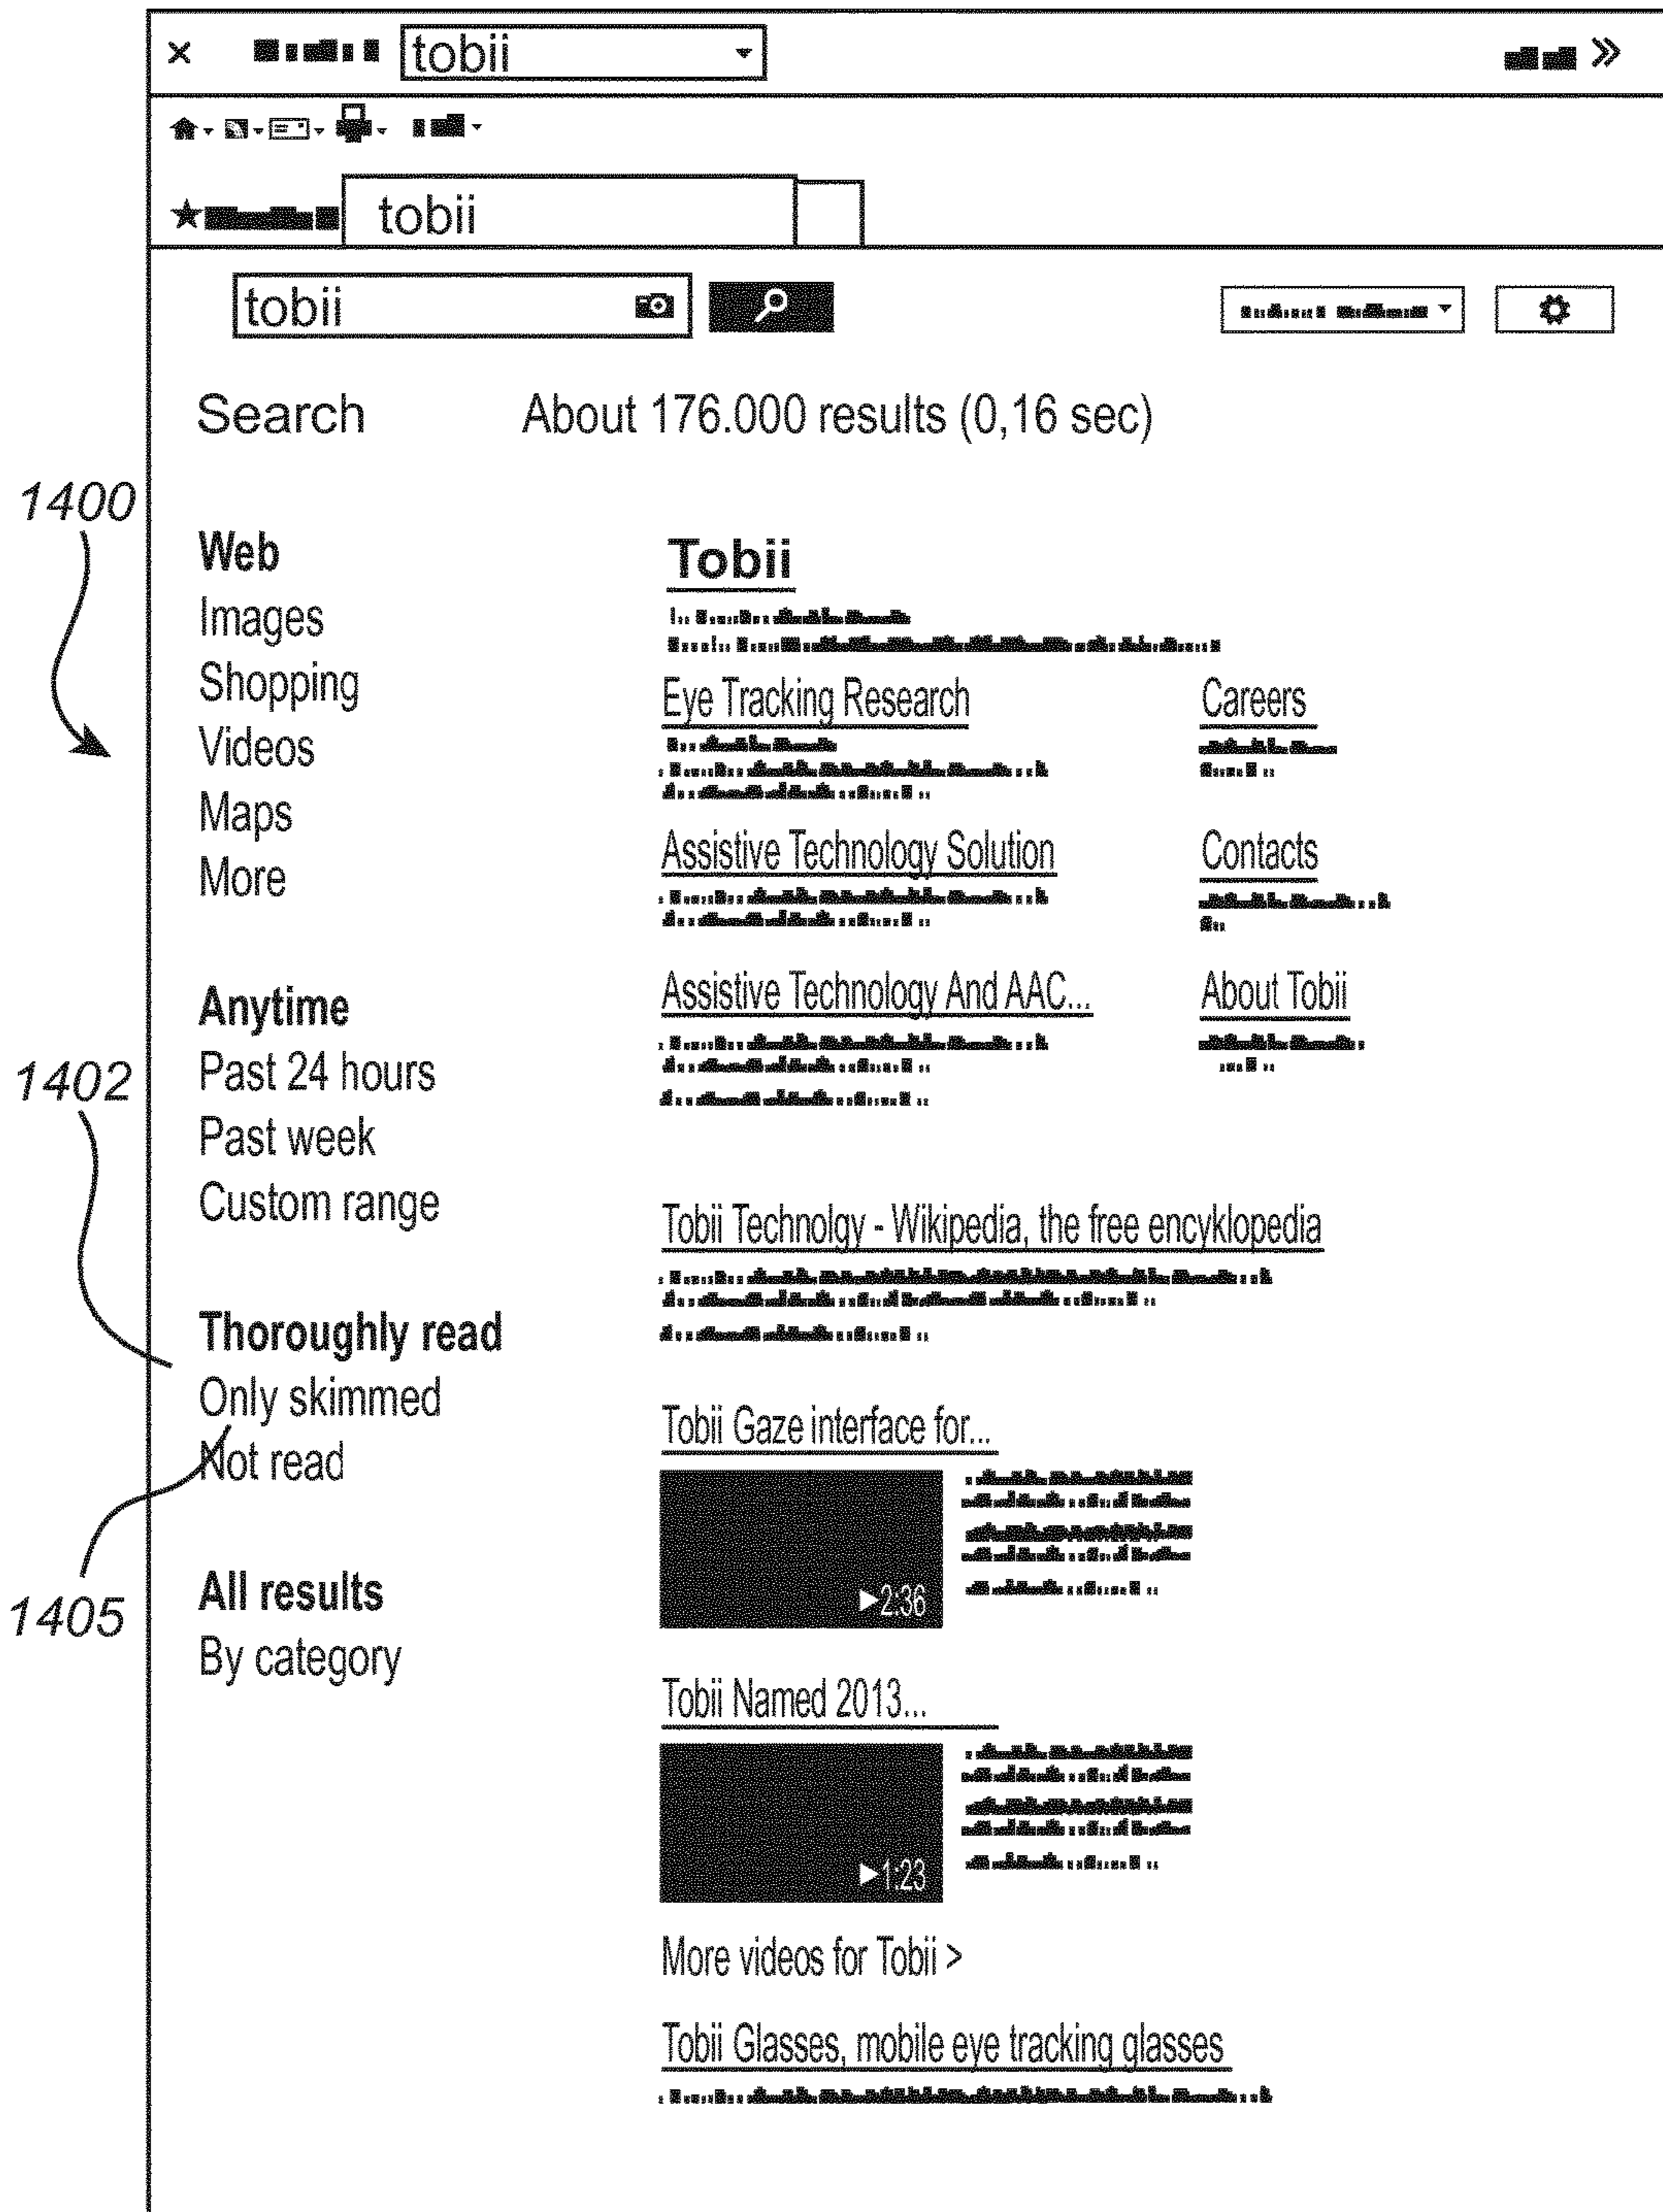 tobii
tobii
tobii
Search About 176.000 results (0,16 sec)
1400
Web
Images
Shopping
Videos
Maps
More
Anytime
1402
Past 24 hours
Past week
Custom range
Thoroughly read
Only skimmed
Not read
All results
1405
By category
Tobii
Eye Tracking Research
Careers
Assistive Technology Solution
Contacts
Assistive Technology And AAC...
About Tobii
Tobii Technolgy - Wikipedia, the free encyklopedia
Tobii Gaze interface for...
2:36
Tobii Named 2013...
1:23
More videos for Tobii >
Tobii Glasses, mobile eye tracking glasses